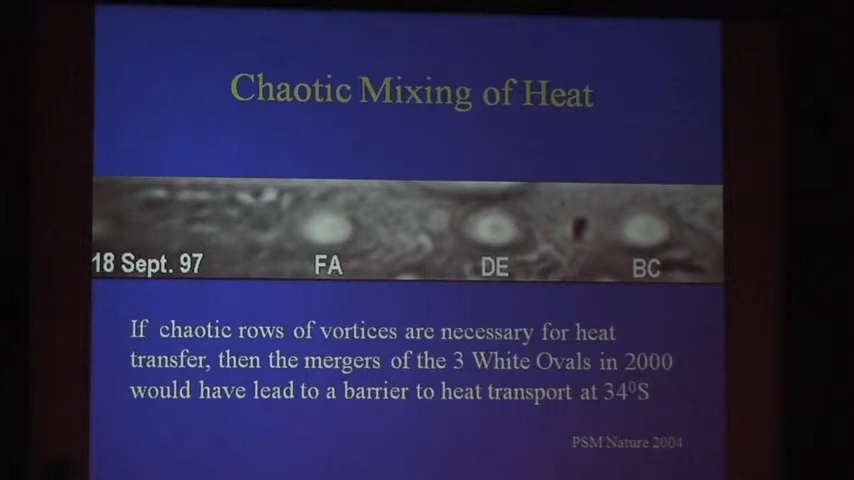 Chaotic Mixing of Heat
18 Sept. 97
FA
DE
BC
If chaotic rows of vortices are necessary for heat
transfer, then the mergers of the 3 White Ovals in 2000
would have lead to a barrier to heat transport at 34⁰S
PSM Nature 2004